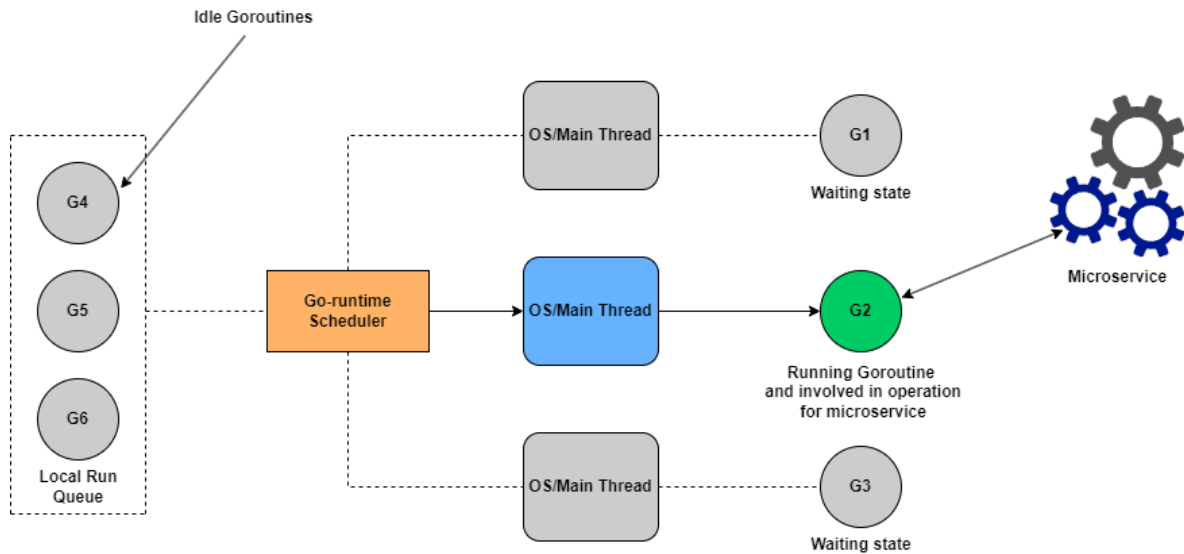 Idle Goroutines
G4
G5
G6
Local Run
Queue
Go-runtime
Scheduler
OS/Main Thread
G1
Waiting state
OS/Main Thread
G2
Running Goroutine
and involved in operation
for microservice
Microservice
OS/Main Thread
G3
Waiting state